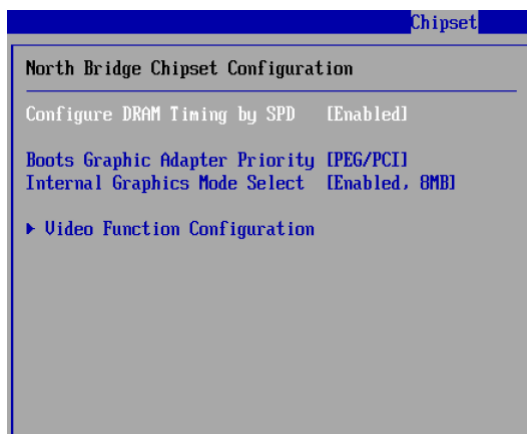 Chipset
North Bridge Chipset Configuration
Configure DRAM Timing by SPD [Enabled]
Boots Graphic Adapter Priority [PEG/PCI]
Internal Graphics Mode Select [Enabled, 8MB]
Video Function Configuration